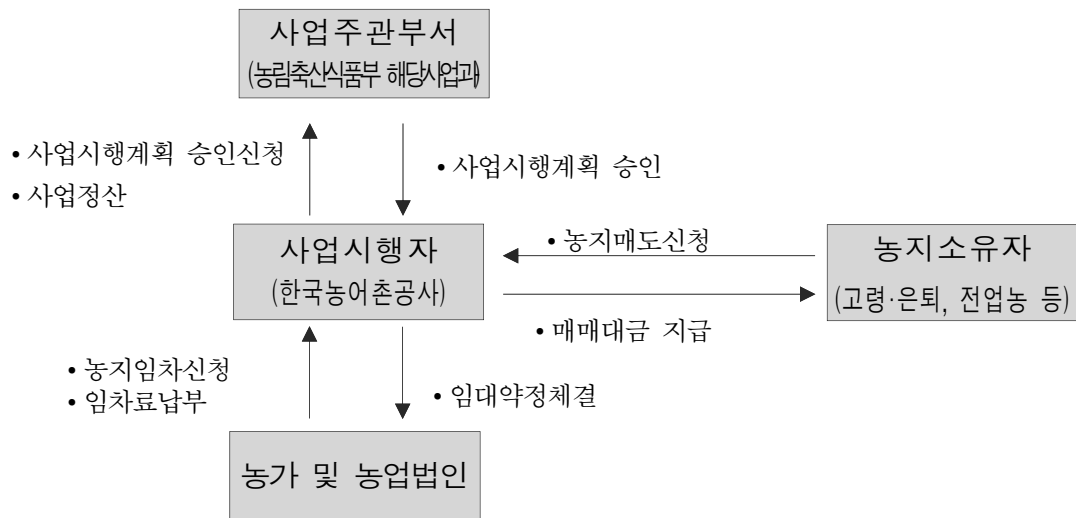 사업주관부서
(농림축산식품부 해당사업과)
• 사업시행계획 승인신청
• 사업정산
• 사업시행계획 승인
사업시행자
(한국농어촌공사)
• 농지매도신청
• 매매대금 지급
농지소유자
(고령·은퇴, 전업농 등)
• 농지임차신청
• 임차료납부
• 임대약정체결
농가 및 농업법인